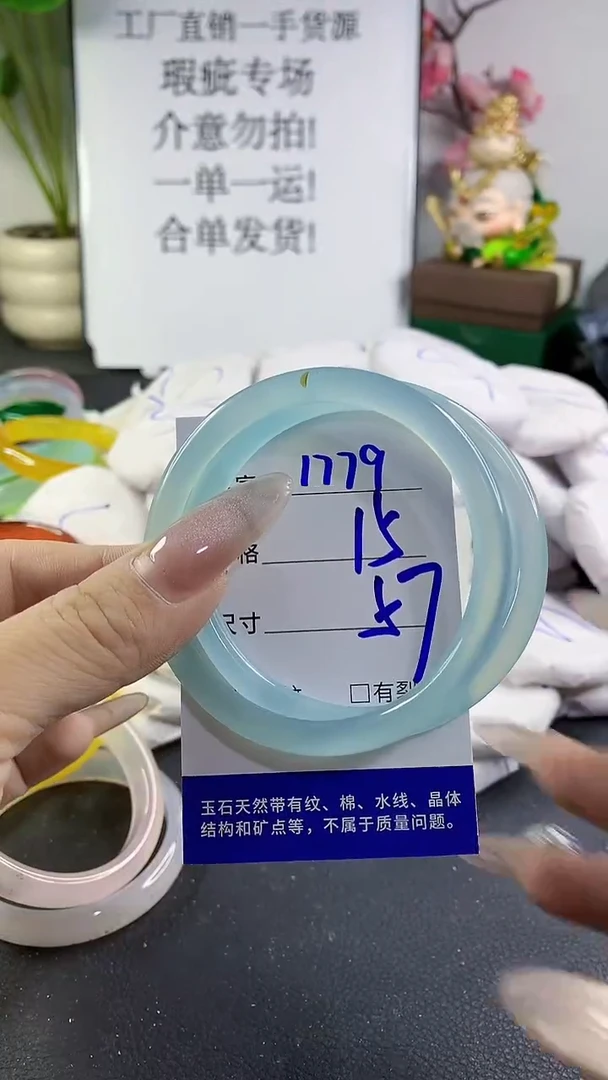 工厂直销一手货源
瑕疵专场
介意勿拍!
一单一运!
合单发货!
1779
格 15
尺寸 57
□有裂
玉石天然带有纹、棉、水线、晶体
结构和矿点等，不属于质量问题。